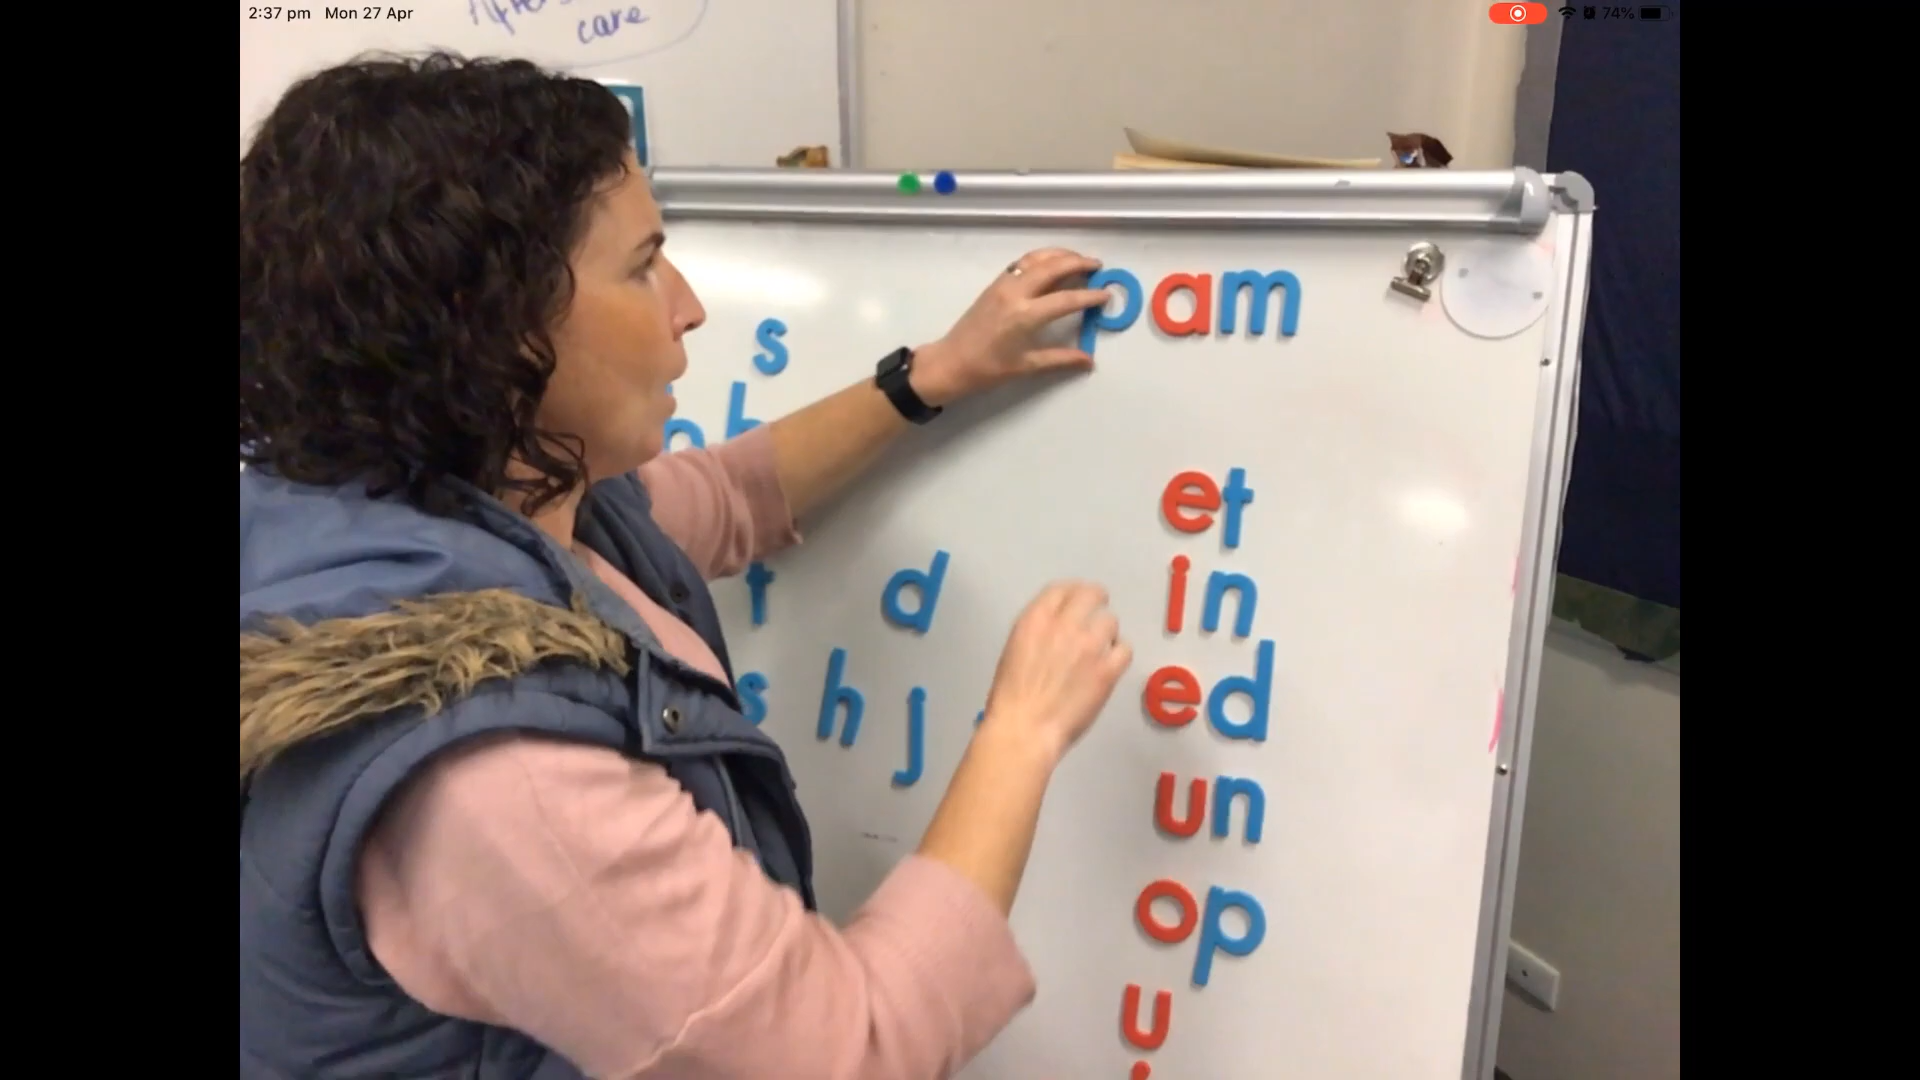 2:37 pm Mon 27 Apr
74%
care
pam
s
h
et
t d
in
s h j
ed
un
op
u